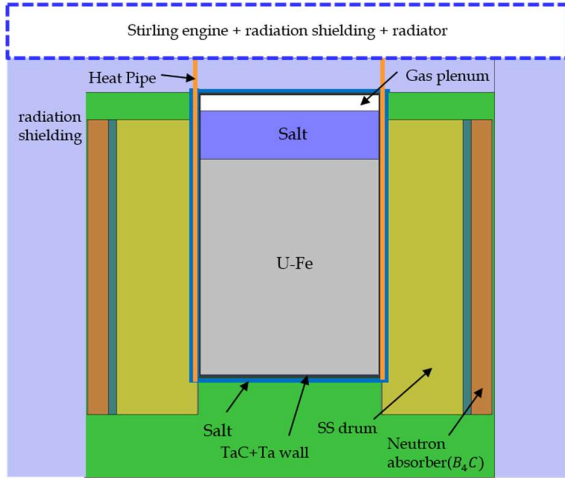 Stirling engine + radiation shielding + radiator
Heat Pipe
Gas plenum
radiation
shielding
Salt
U-Fe
Salt
TaC+Ta wall
SS drum
Neutron
absorber(B₄C)